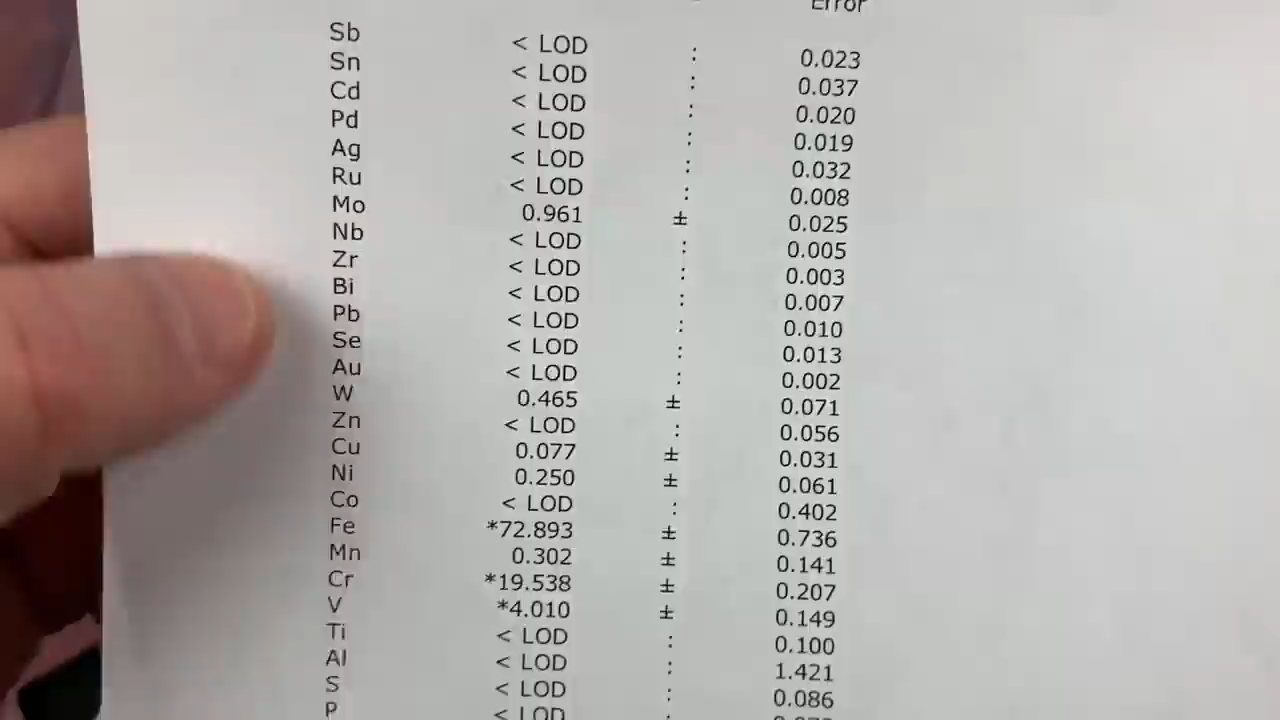 Error
Sb < LOD : 0.023
Sn < LOD : 0.037
Cd < LOD : 0.020
Pd < LOD : 0.019
Ag < LOD : 0.032
Ru < LOD : 0.008
Mo 0.961 ± 0.025
Nb < LOD : 0.005
Zr < LOD : 0.003
Bi < LOD : 0.007
Pb < LOD : 0.010
Se < LOD : 0.013
Au < LOD : 0.002
W 0.465 ± 0.071
Zn < LOD : 0.056
Cu 0.077 ± 0.031
Ni 0.250 ± 0.061
Co < LOD : 0.402
Fe *72.893 ± 0.736
Mn 0.302 ± 0.141
Cr *19.538 ± 0.207
V *4.010 ± 0.149
Ti < LOD : 0.100
Al < LOD : 1.421
S < LOD : 0.086
P < LOD :